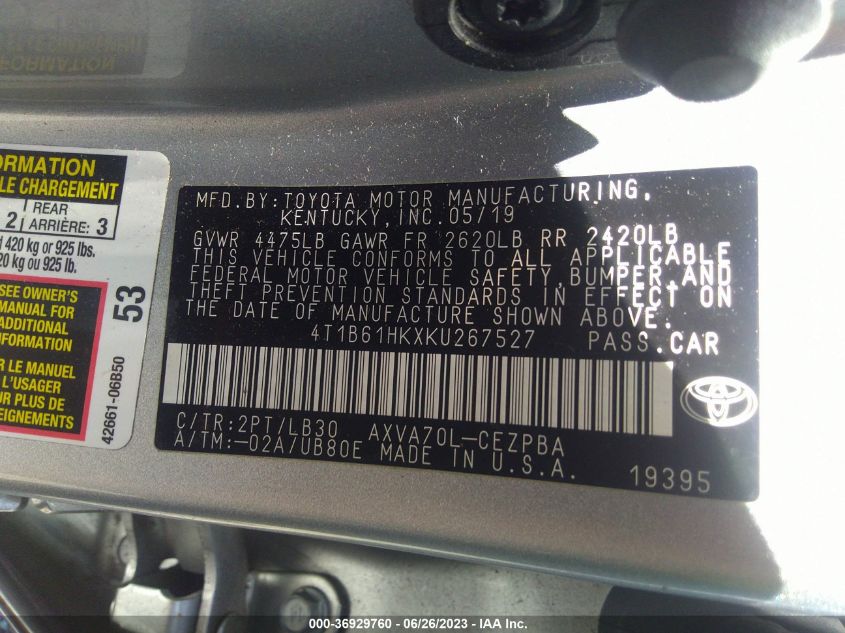 FORMATION
LE CHARGEMENT
2 REAR 3
ARRIÈRE:
420 kg or 925 lbs.
20 kg ou 925 lb.
SEE OWNER'S
MANUAL FOR
ADDITIONAL
INFORMATION
LE MANUEL
L'USAGER
PLUS DE
53
42661-06B50
MFD.BY:TOYOTA MOTOR MANUFACTURING,
KENTUCKY,INC.05/19
GVWR 4475LB GAWR FR 2620LB RR 2420LB
THIS VEHICLE CONFORMS TO ALL APPLICABLE
FEDERAL MOTOR VEHICLE SAFETY,BUMPER,AND
THEFT PREVENTION STANDARDS IN EFFECT ON
THE DATE OF MANUFACTURE SHOWN ABOVE.
4T1B61HKXKU267527 PASS.CAR
C/TR:2PT/LB30 AXVA70L-CEZPBA
A/TM:-02A/UB80E MADE IN U.S.A.
19395
000-36929760 - 06/26/2023 - IAA Inc.